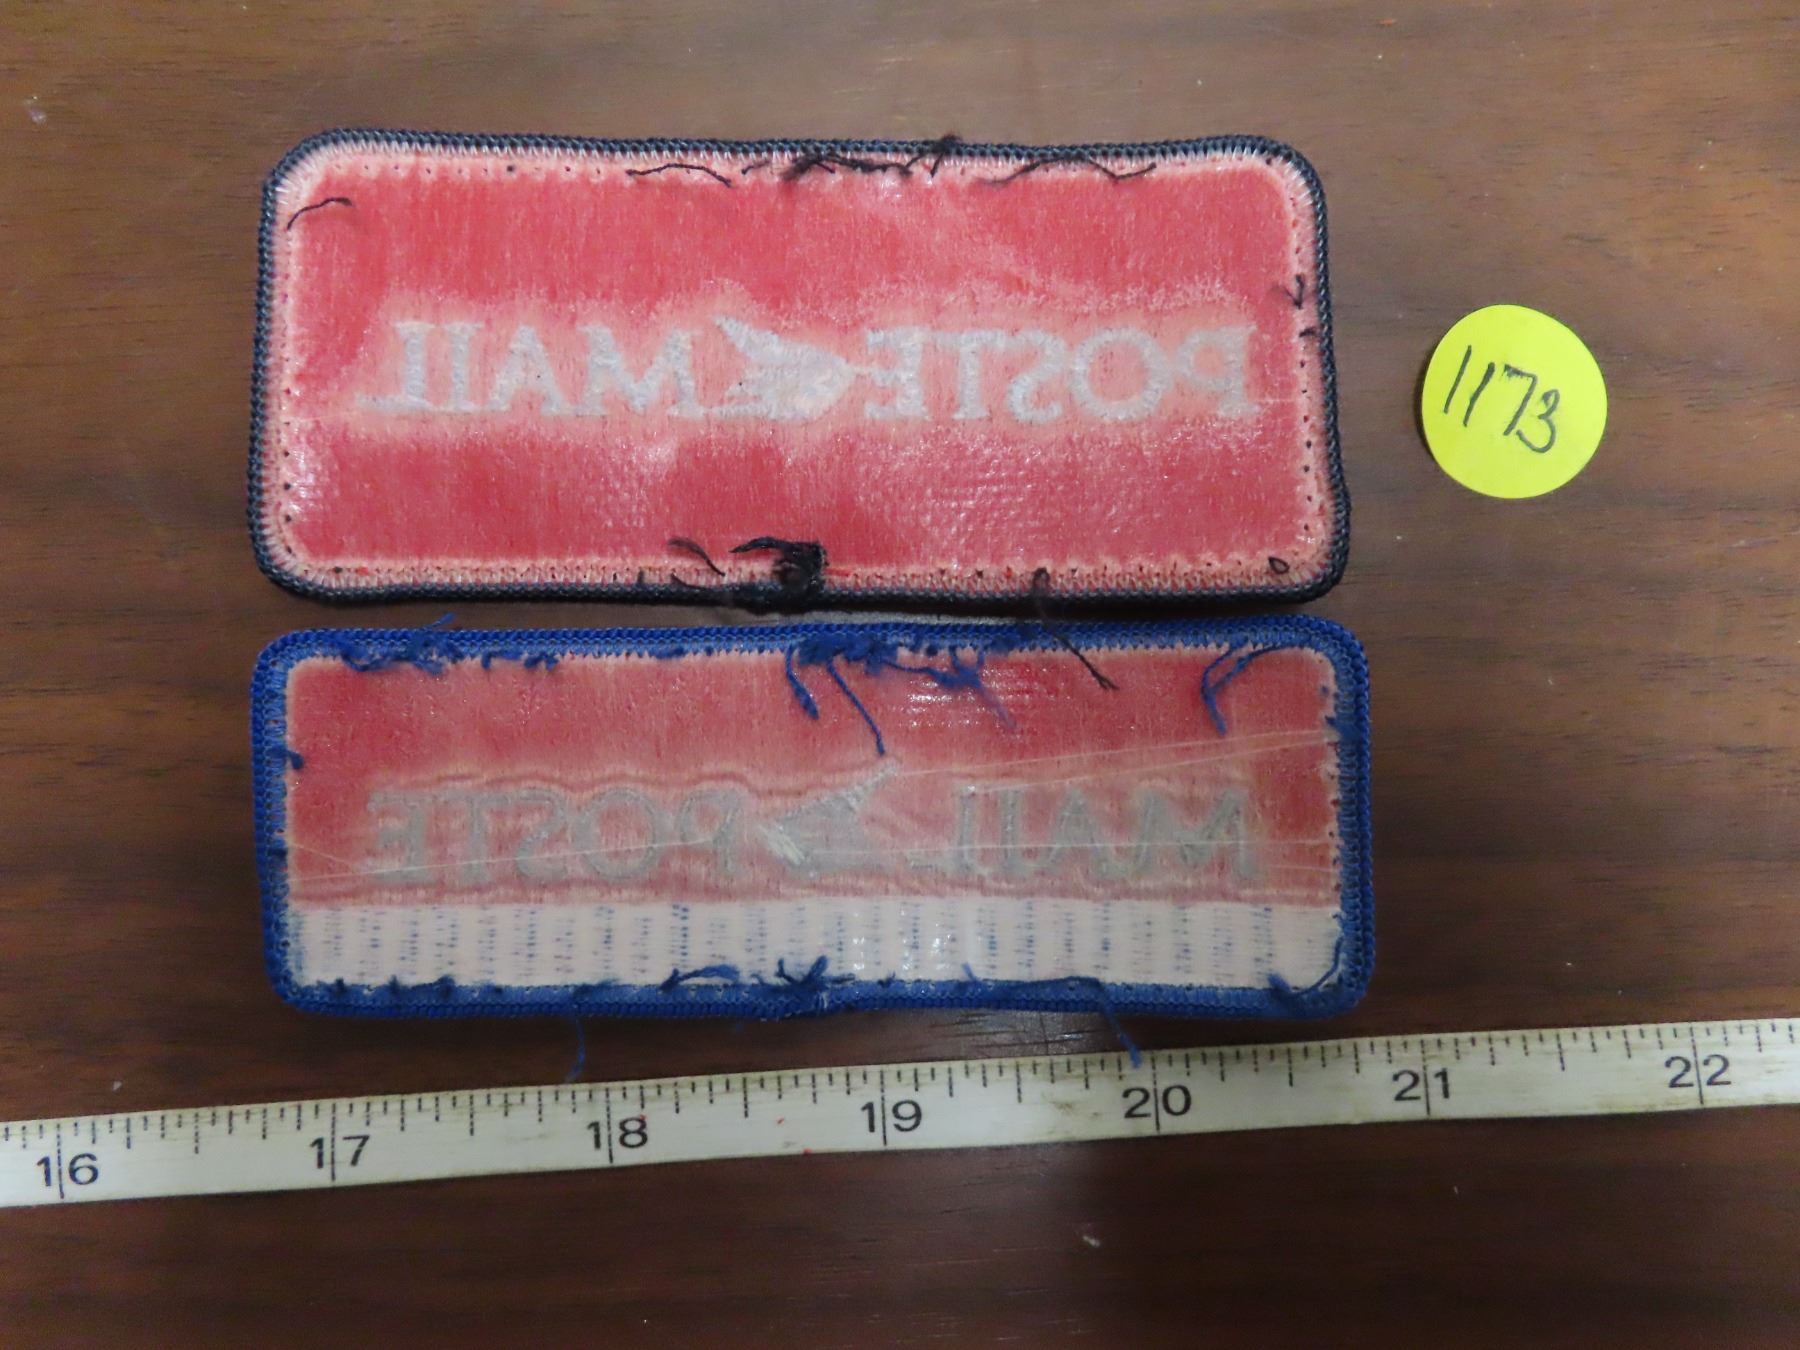 POSTE MAIL
1173
MAIL POSTE
16 17 18 19 20 21 22